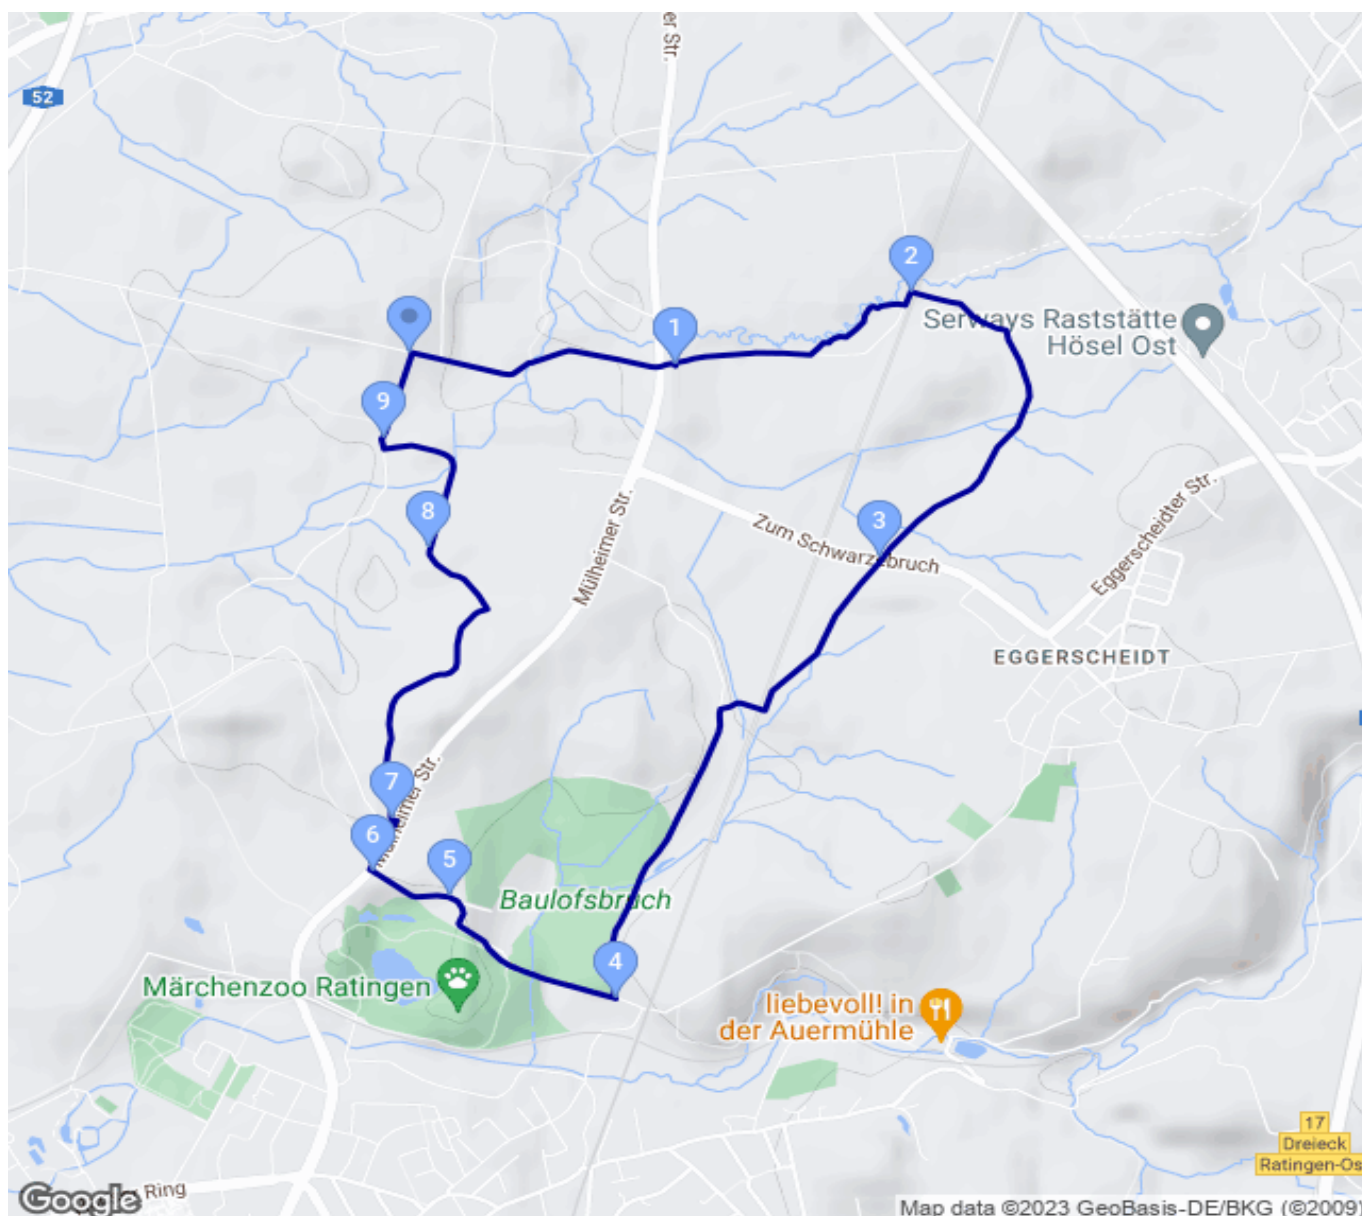 er Str.
52
2
1
Serways Raststätte
Hösel Ost
9
8
3
Mülheimer Str.
Zum Schwarzebruch
Eggerscheidter Str.
EGGERSCHEIDT
7
Mülheimer Str.
6
5
Baulofsbruch
4
Märchenzoo Ratingen
liebevoll! in
der Auermühle
17
Dreieck
Ratingen-Os
Google
er Ring
Map data ©2023 GeoBasis-DE/BKG (©2009)